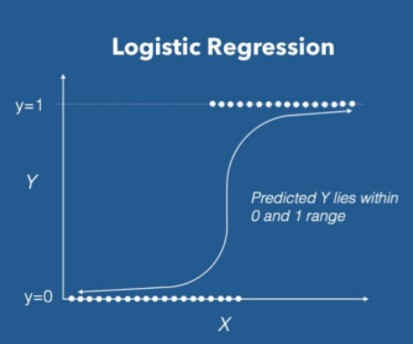 Logistic Regression
y=1
Y
Predicted Y lies within
0 and 1 range
y=0
X